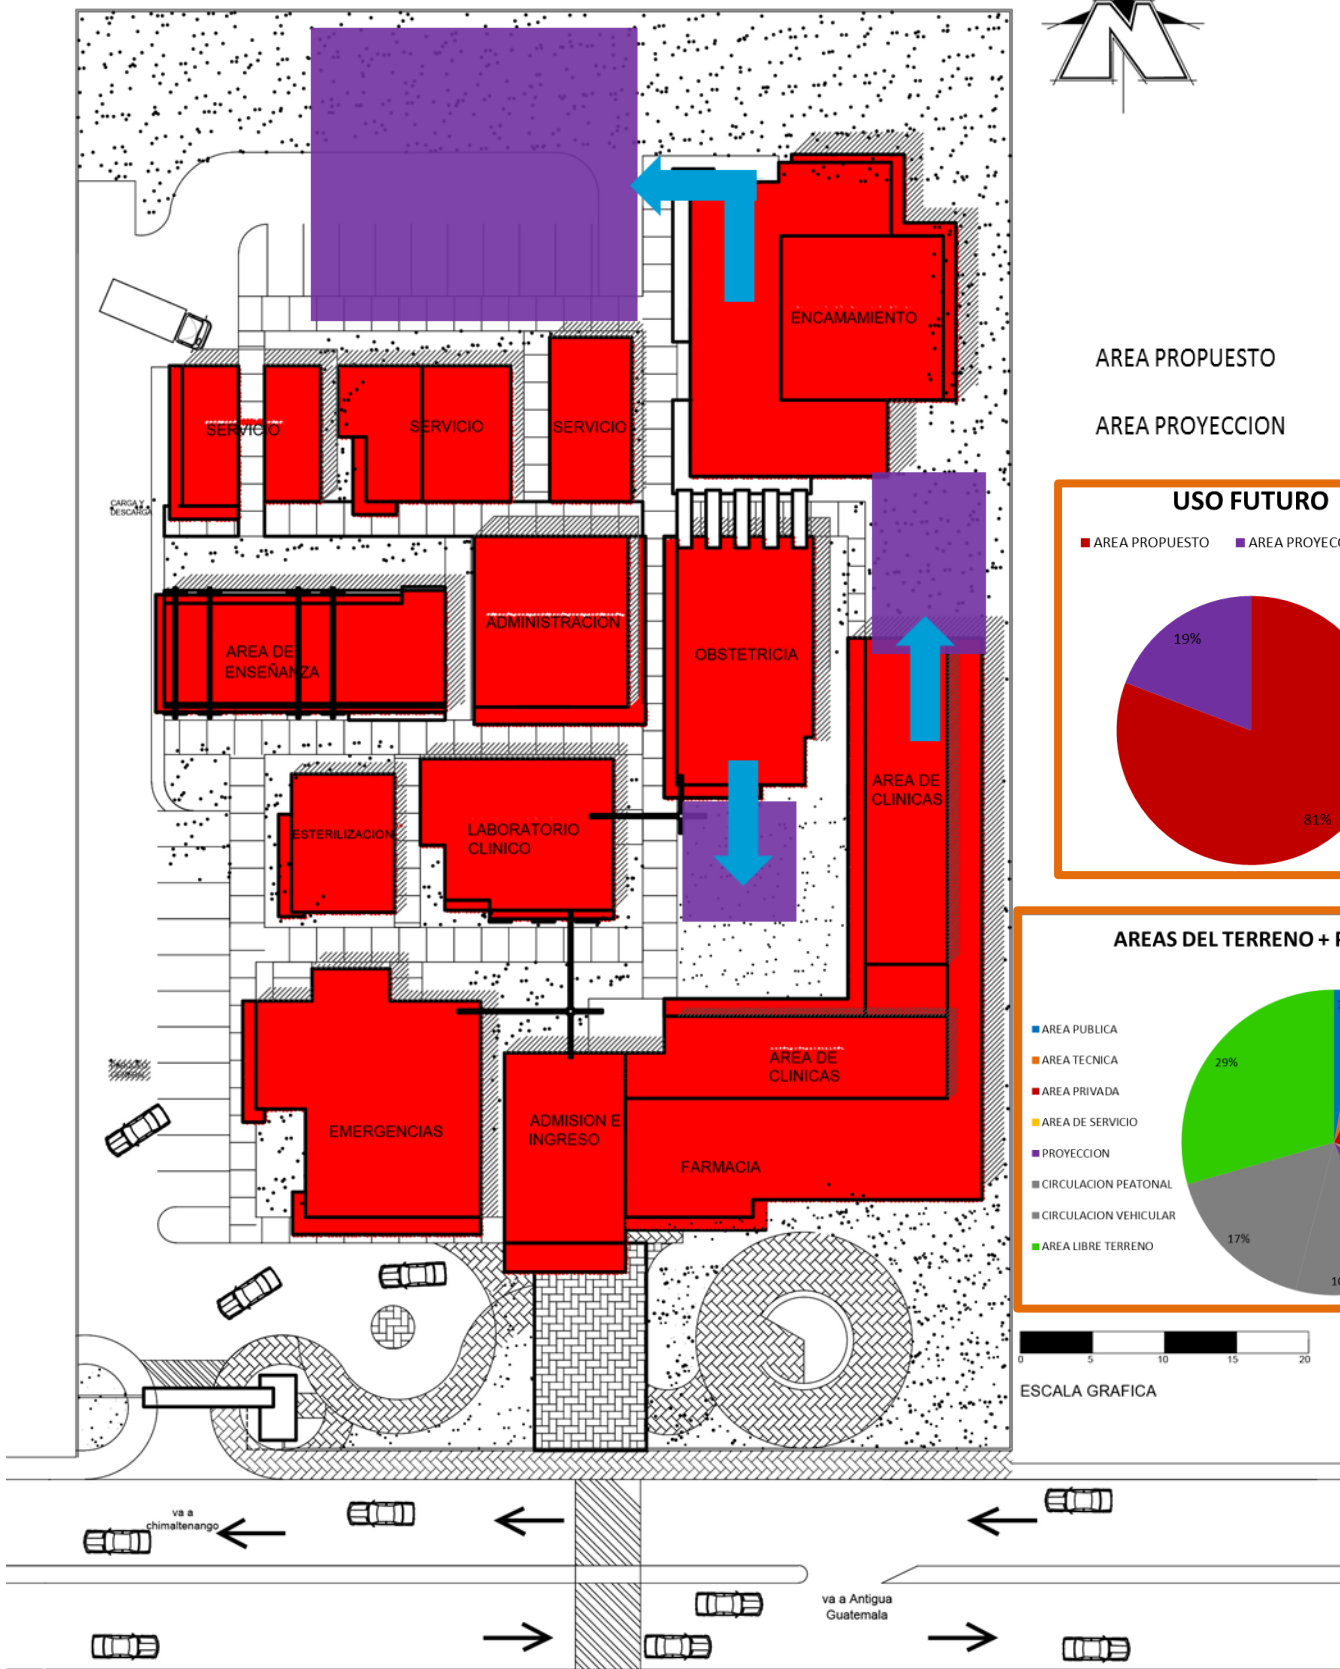 N
ENCAMAMIENTO
AREA PROPUESTO
AREA PROYECCION
SERVICIO
SERVICIO
SERVICIO
CARGA Y
DESCARGA
USO FUTURO
AREA PROPUESTO
AREA PROYECC
19%
81%
ADMINISTRACION
AREA DE
ENSEÑANZA
OBSTETRICIA
AREA DE
CLINICAS
ESTERILIZACION
LABORATORIO
CLINICO
AREAS DEL TERRENO +
AREA PUBLICA
AREA TECNICA
AREA PRIVADA
AREA DE SERVICIO
PROYECCION
CIRCULACION PEATONAL
CIRCULACION VEHICULAR
AREA LIBRE TERRENO
29%
17%
10
AREA DE
CLINICAS
EMERGENCIAS
ADMISION E
INGRESO
FARMACIA
0 5 10 15 20
ESCALA GRAFICA
va a
chimaltenango
va a Antigua
Guatemala